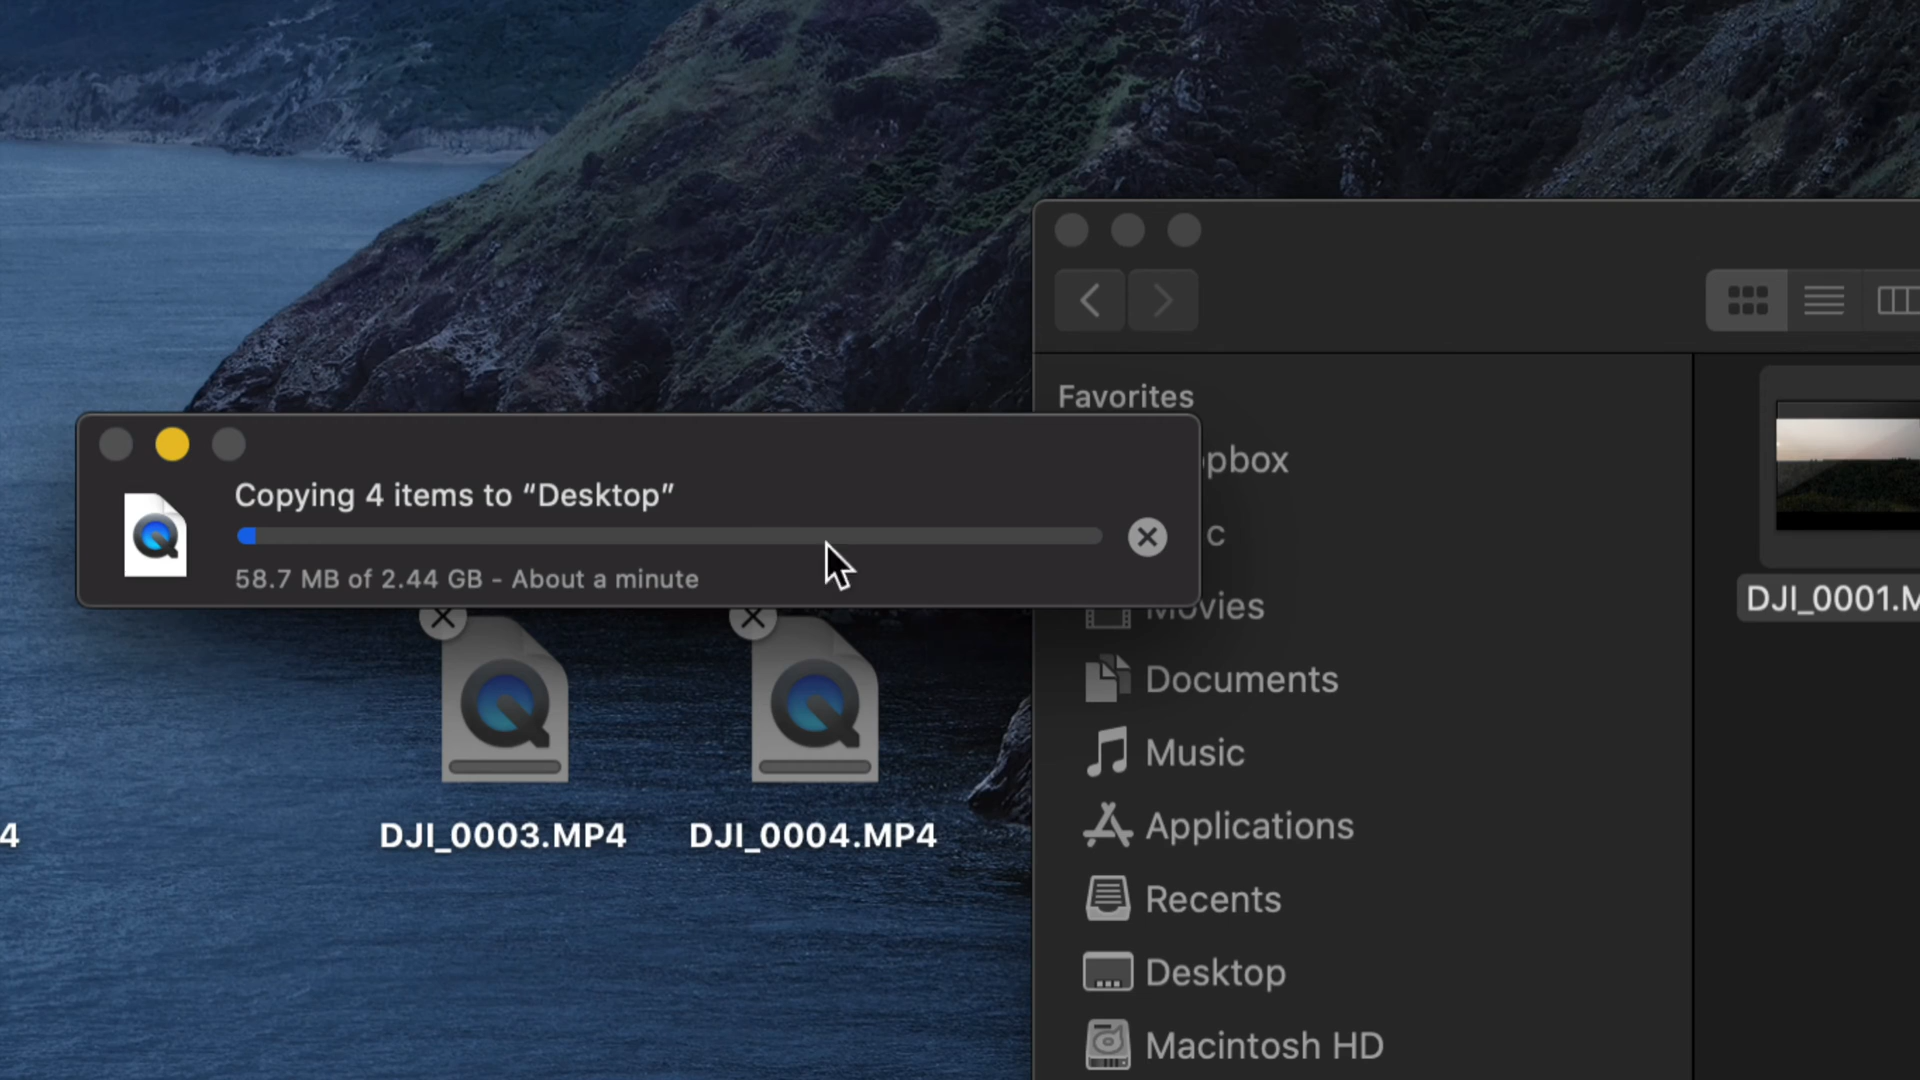 Favorites
pbox
c
Copying 4 items to “Desktop”
58.7 MB of 2.44 GB - About a minute
Movies
DJI_0001.M
Documents
Music
4
DJI_0003.MP4
DJI_0004.MP4
Applications
Recents
Desktop
Macintosh HD